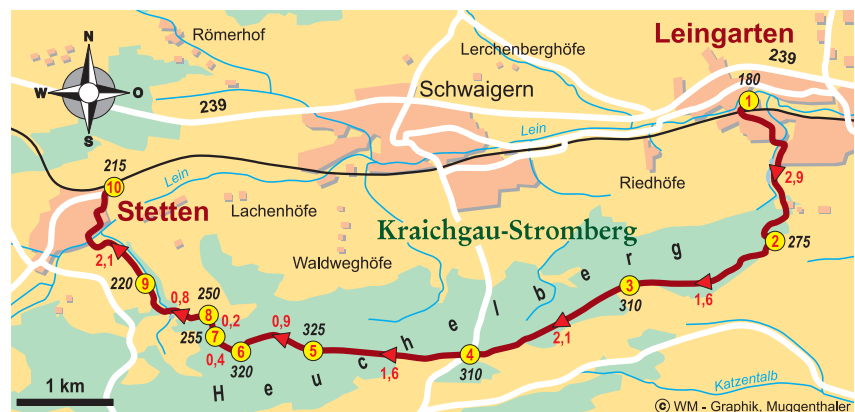 Römerhof
Leingarten
Lerchenberghöfe
239
N
W
O
S
180
1
Schwaigern
239
Lein
2,9
215
10
Lein
Riedhöfe
Stetten
Lachenhöfe
Kraichgau-Stromberg
2
275
Waldweghöfe
2,1
9
220
0,8
250
8
0,2
7
255
0,4
6
320
0,9
325
5
1,6
4
310
2,1
3
310
1,6
Heuchelberg
Katzentalb
1 km
© WM - Graphik, Muggenthaler